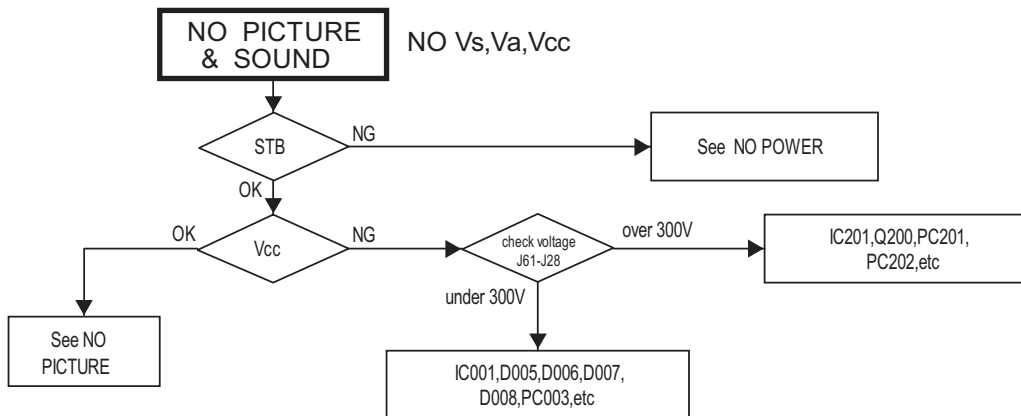 NO PICTURE
& SOUND
NO Vs,Va,Vcc
STB
NG
See NO POWER
OK
OK
Vcc
NG
check voltage
J61-J28
over 300V
IC201,Q200,PC201,
PC202,etc
under 300V
See NO
PICTURE
IC001,D005,D006,D007,
D008,PC003,etc